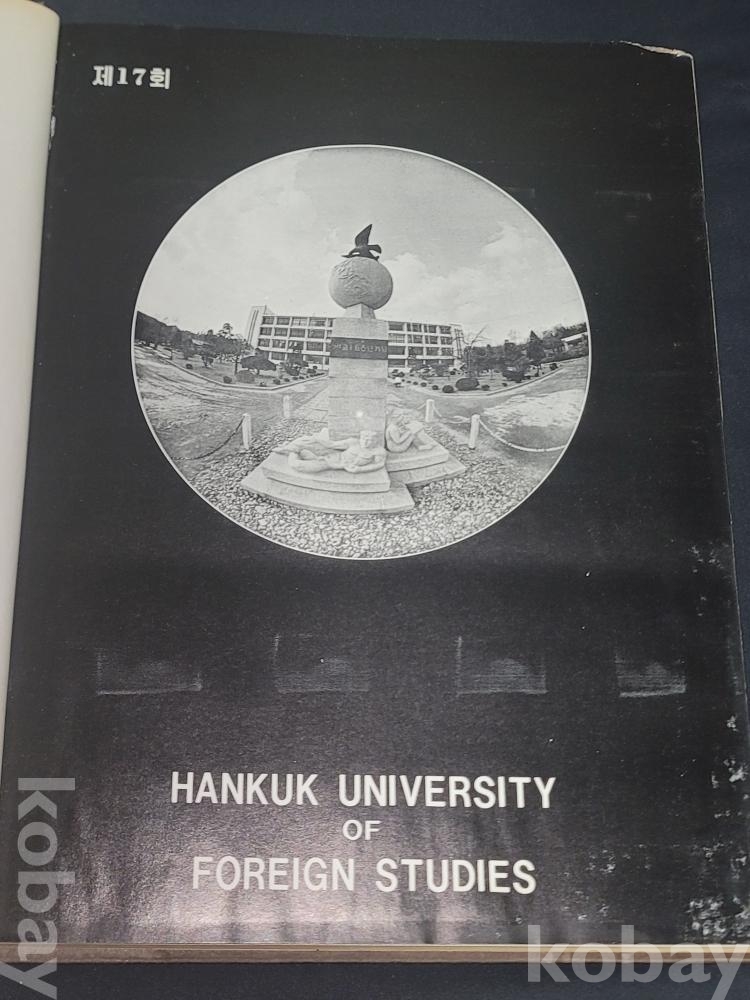 제17회
HANKUK UNIVERSITY
OF
FOREIGN STUDIES
kobay
kobay